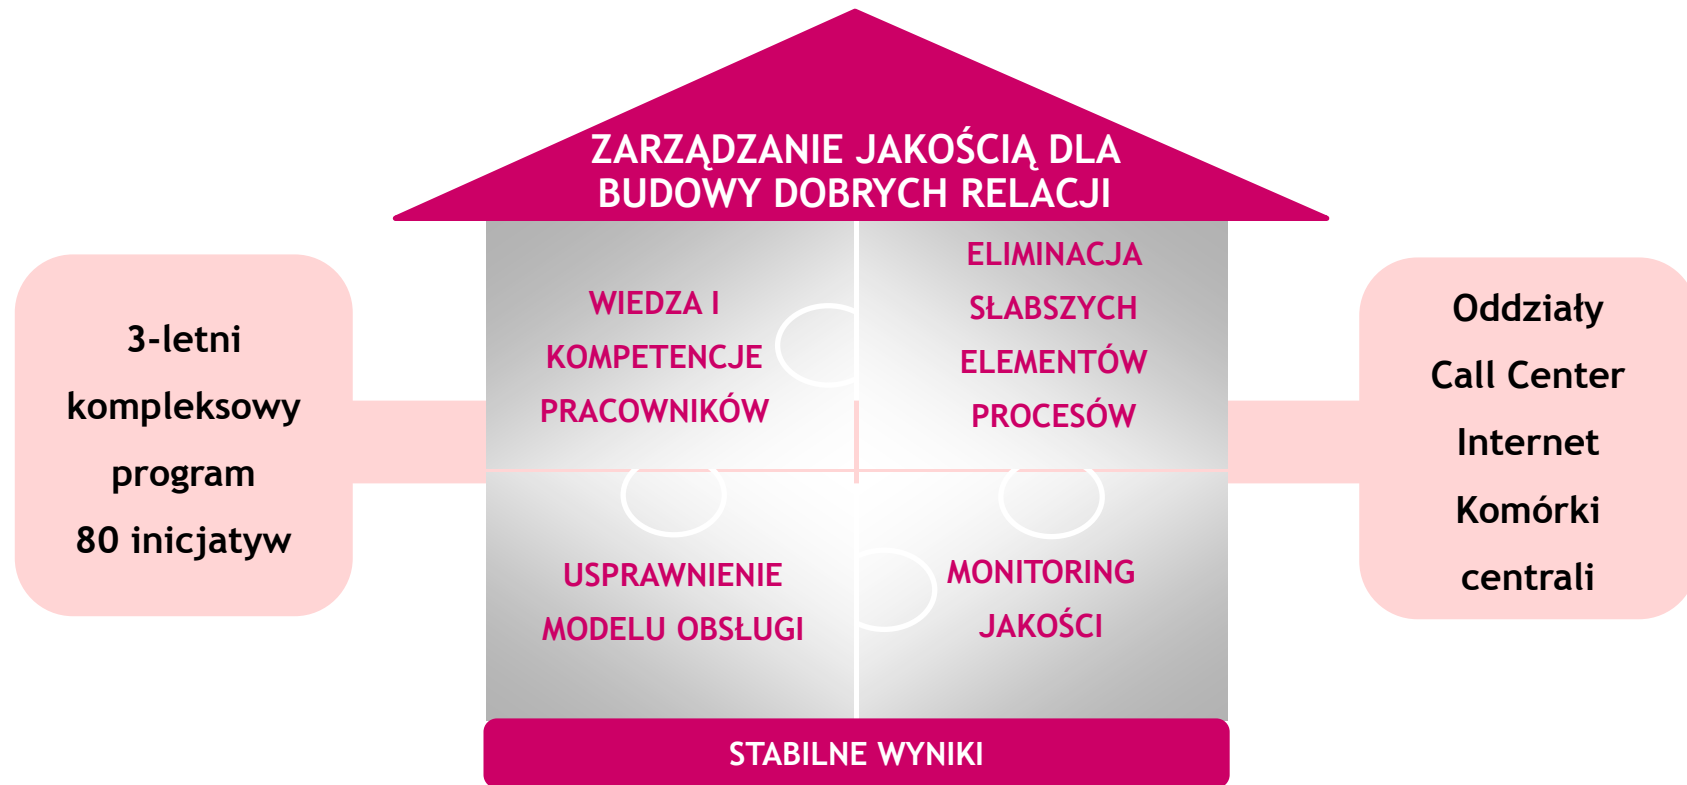 ZARZĄDZANIE JAKOŚCIĄ DLA
BUDOWY DOBRYCH RELACJI
3-letni
kompleksowy
program
80 inicjatyw
WIEDZA I
KOMPETENCJE
PRACOWNIKÓW
ELIMINACJA
SŁABSZYCH
ELEMENTÓW
PROCESÓW
USPRAWNIENIE
MODELU OBSŁUGI
MONITORING
JAKOŚCI
Oddziały
Call Center
Internet
Komórki
centrali
STABILNE WYNIKI